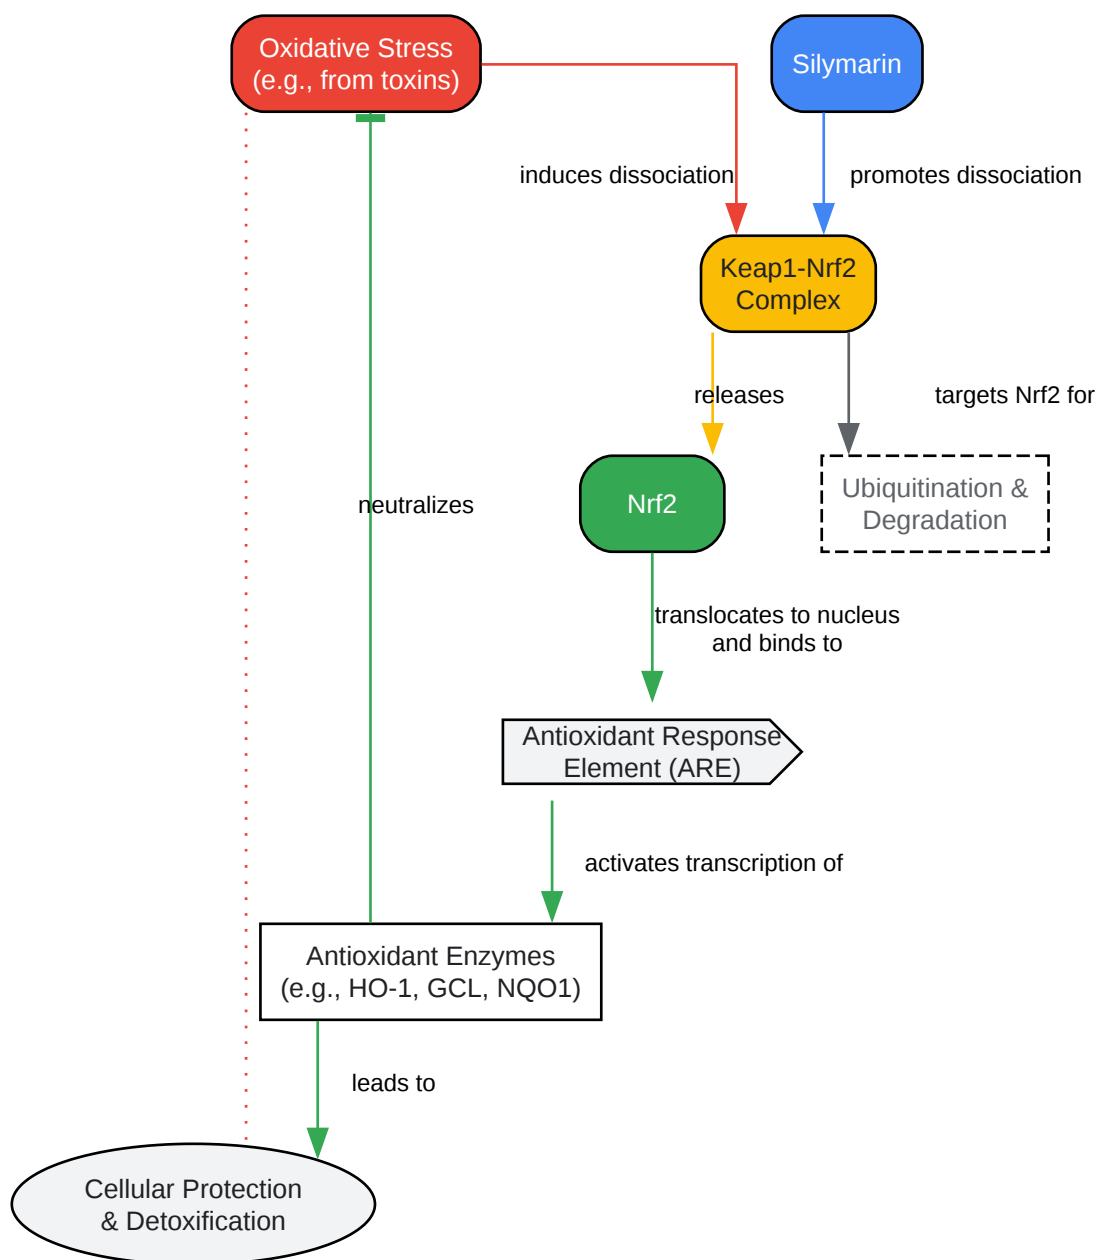 Oxidative Stress
(e.g., from toxins)
Silymarin
induces dissociation
promotes dissociation
Keap1-Nrf2
Complex
releases
targets Nrf2 for
neutralizes
Nrf2
Ubiquitination &
Degradation
translocates to nucleus
and binds to
Antioxidant Response
Element (ARE)
activates transcription of
Antioxidant Enzymes
(e.g., HO-1, GCL, NQO1)
leads to
Cellular Protection
& Detoxification